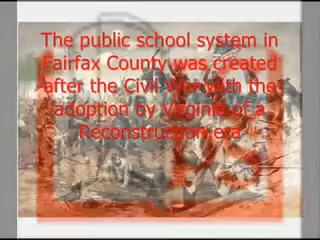 The public school system in
Fairfax County was created
after the Civil War with the
adoption by Virginia of a
Reconstruction-era